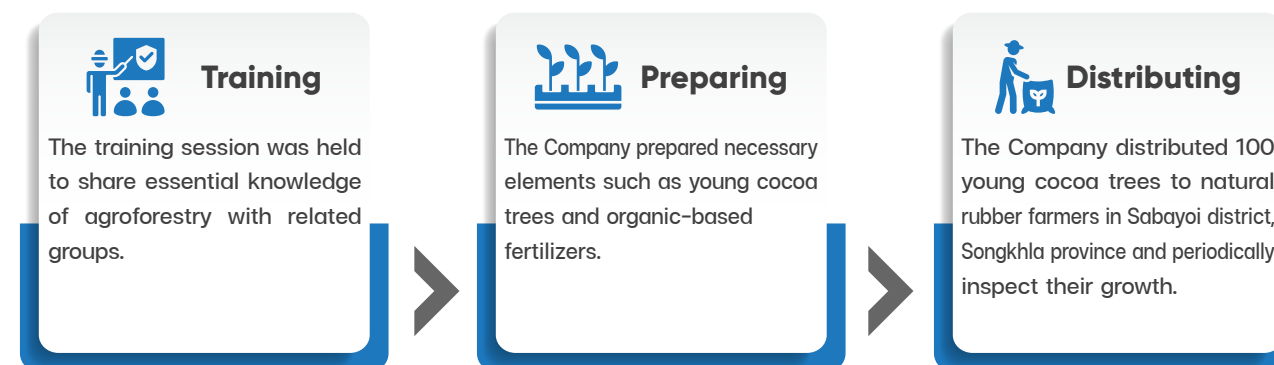 Training
The training session was held
to share essential knowledge
of agroforestry with related
groups.
Preparing
The Company prepared necessary
elements such as young cocoa
trees and organic-based
fertilizers.
Distributing
The Company distributed 100
young cocoa trees to natural
rubber farmers in Sabayoi district,
Songkhla province and periodically
inspect their growth.